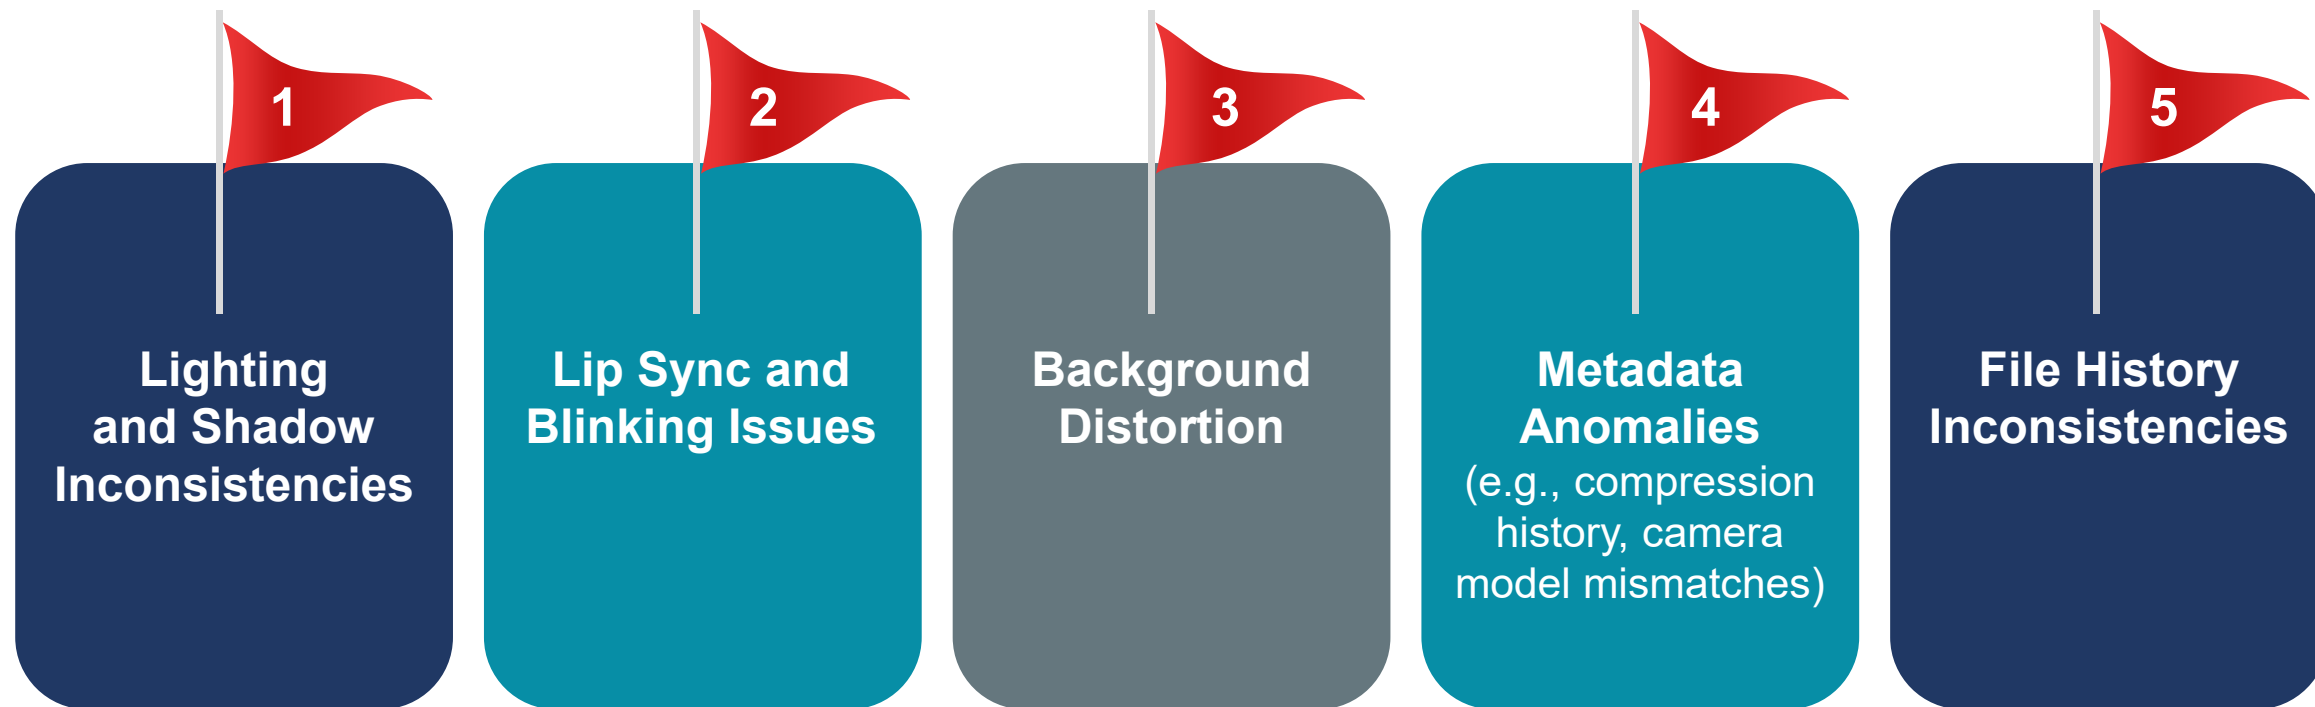 1
Lighting
and Shadow
Inconsistencies
2
Lip Sync and
Blinking Issues
3
Background
Distortion
4
Metadata
Anomalies
(e.g., compression
history, camera
model mismatches)
5
File History
Inconsistencies